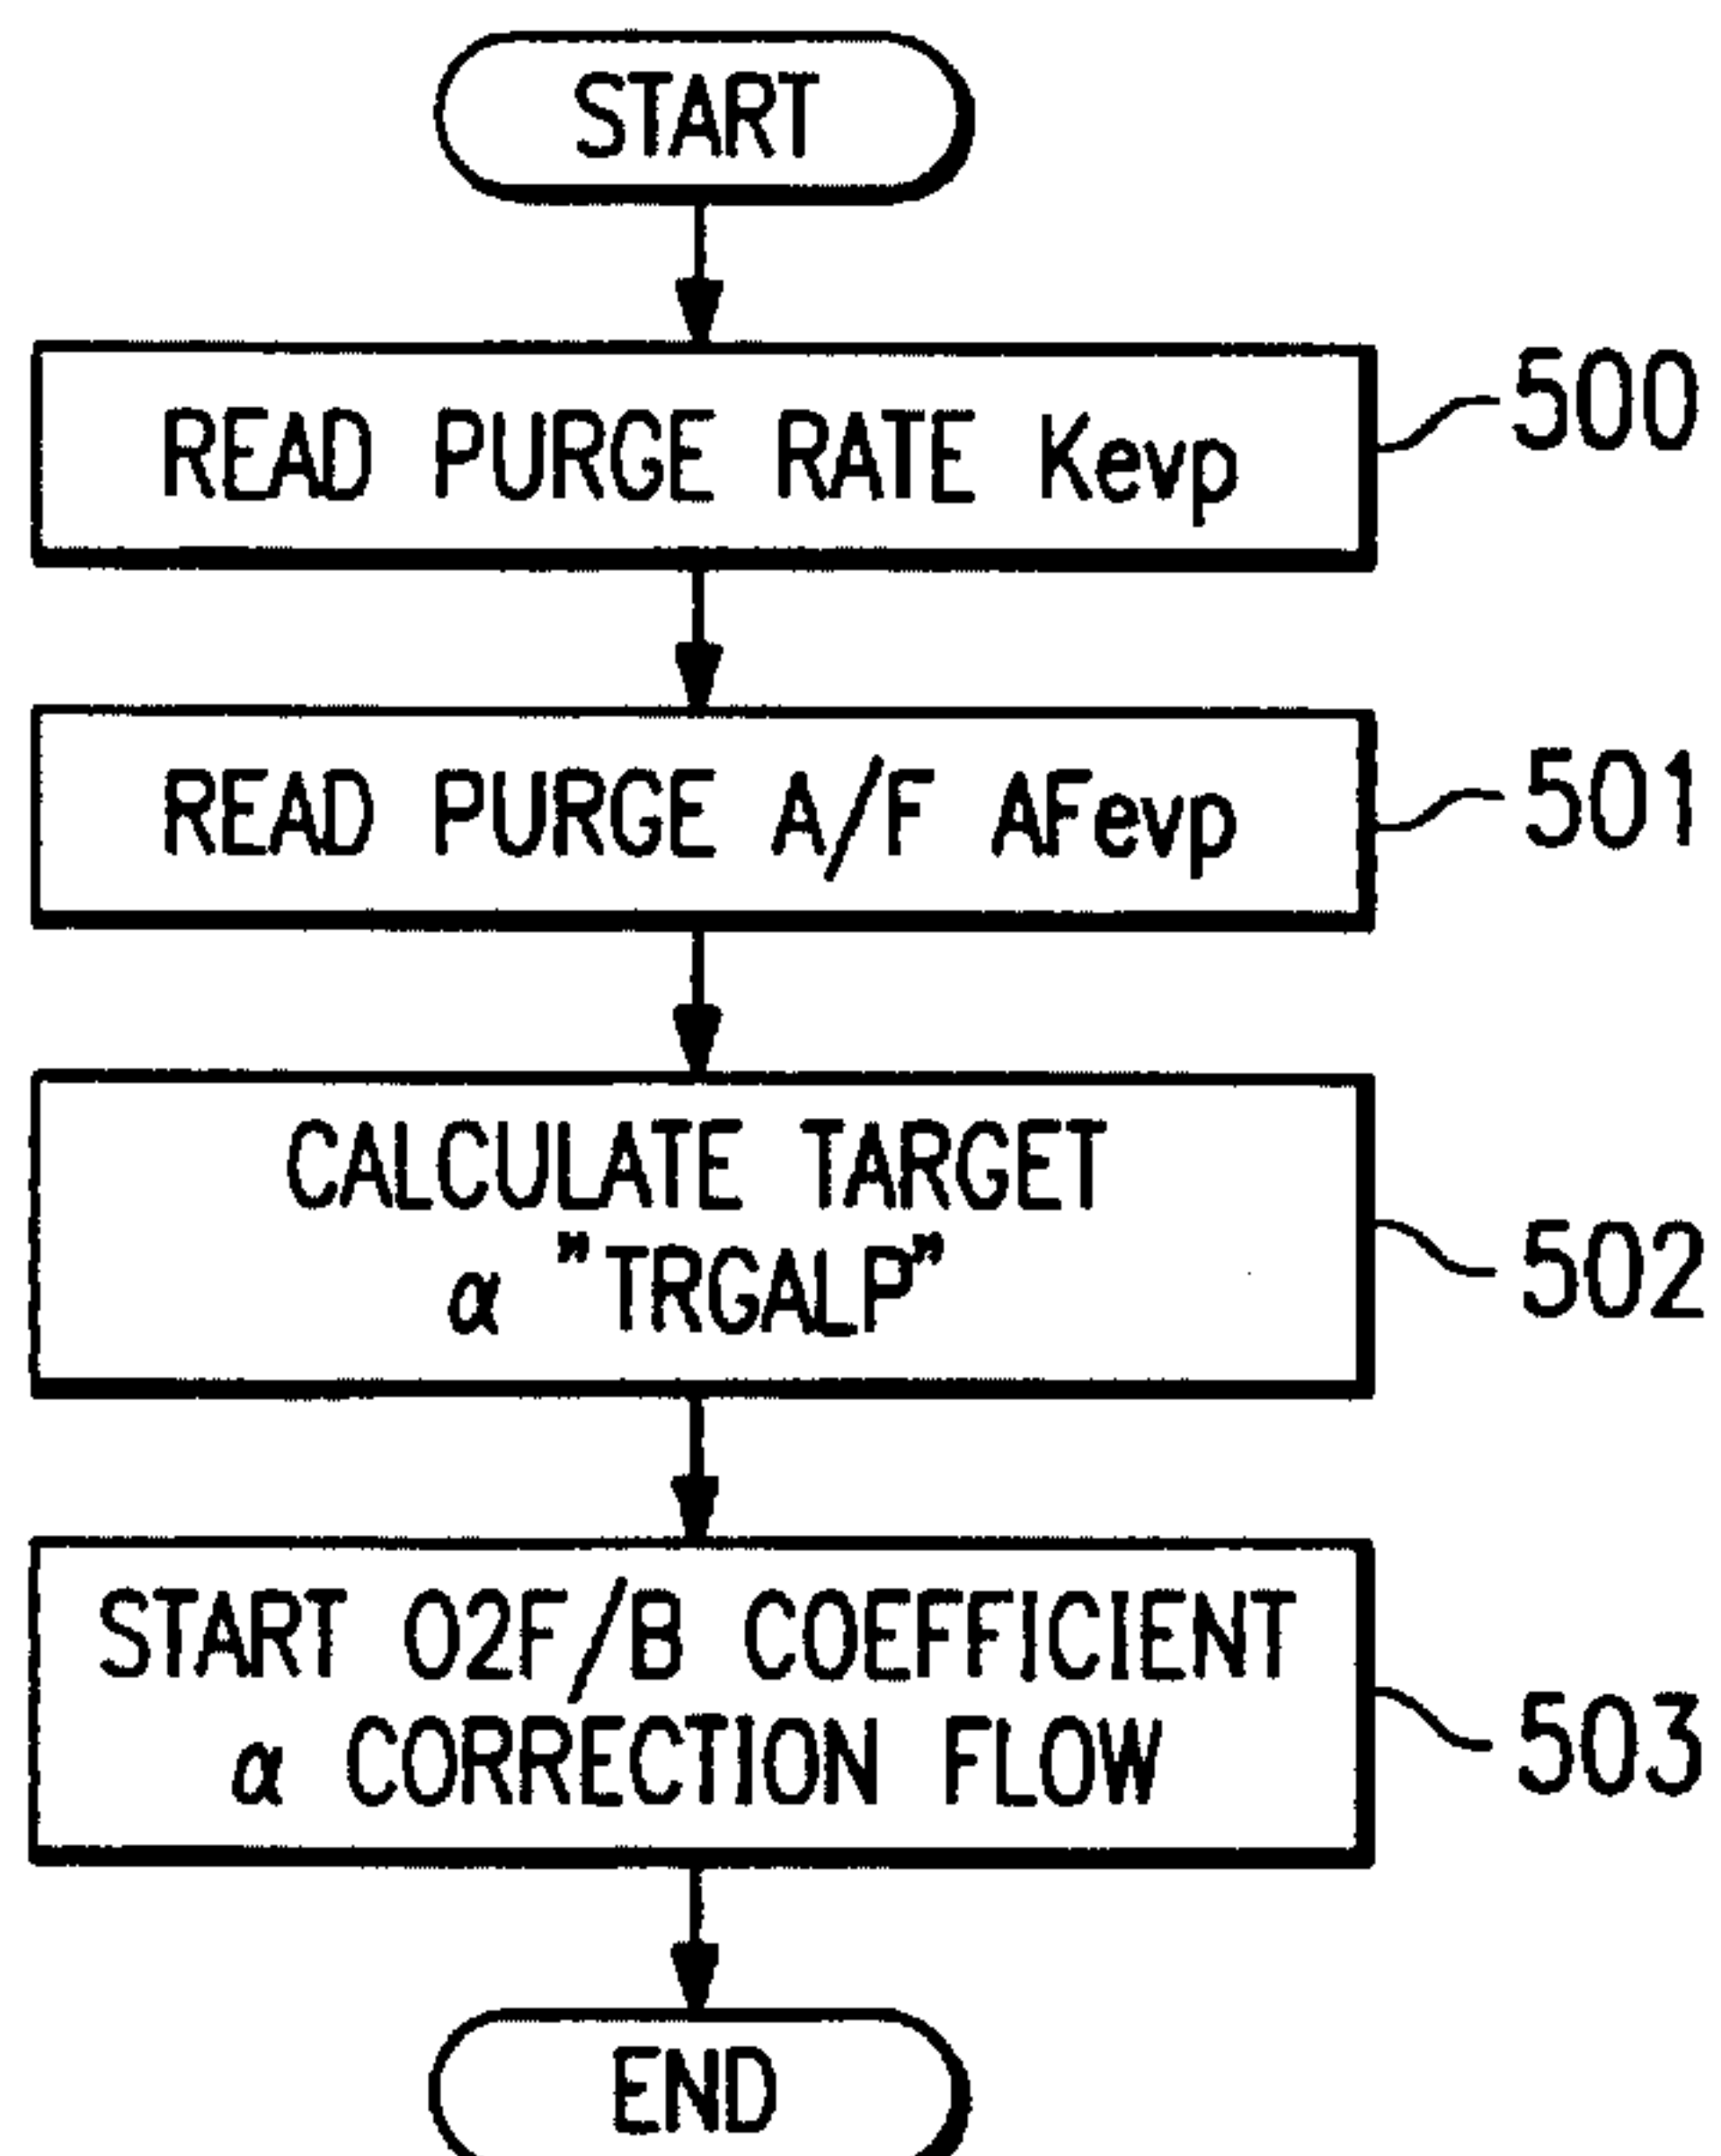 START
READ PURGE RATE Kevp
500
READ PURGE A/F AFevp
501
CALCULATE TARGET
α "TRGALP"
502
START O2F/B COEFFICIENT
α CORRECTION FLOW
503
END